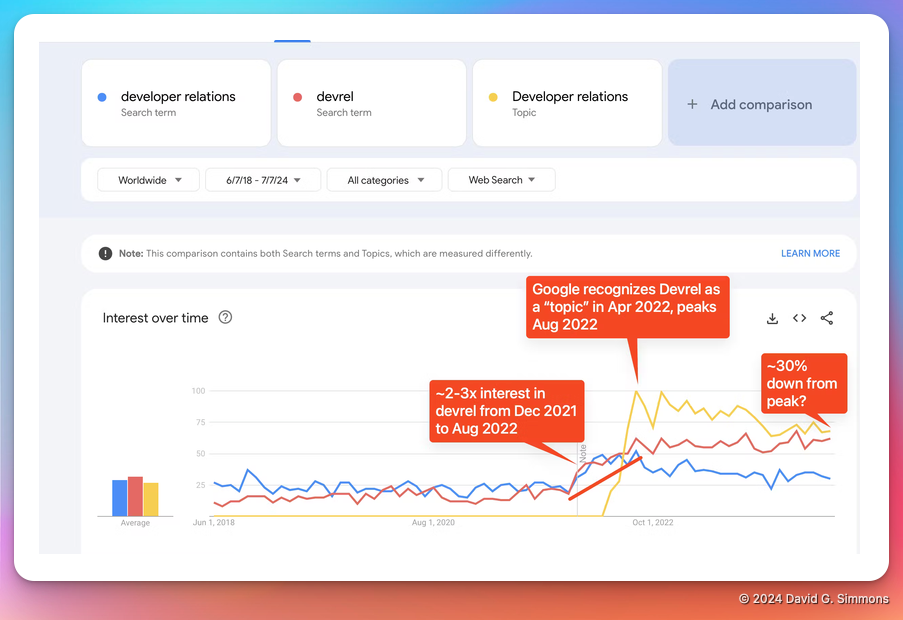 developer relations
Search term
devrel
Search term
Developer relations
Topic
+ Add comparison
Worldwide
6/7/18 - 7/7/24
All categories
Web Search
Note: This comparison contains both Search terms and Topics, which are measured differently.
LEARN MORE
Interest over time
Google recognizes Devrel as
a “topic” in Apr 2022, peaks
Aug 2022
~30%
down from
peak?
~2-3x interest in
devrel from Dec 2021
to Aug 2022
100
75
50
25
Note
Average
Jun 1, 2018
Aug 1, 2020
Oct 1, 2022
© 2024 David G. Simmons